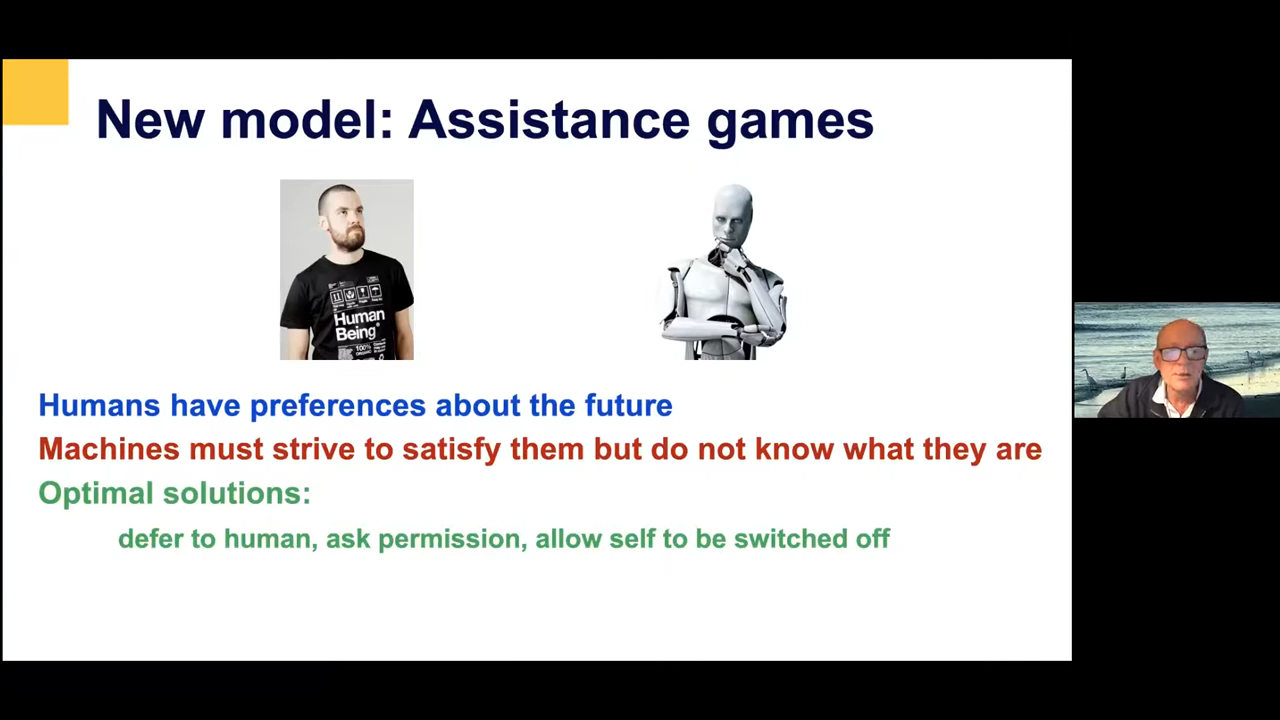 New model: Assistance games
Human
Being®
100%
Humans have preferences about the future
Machines must strive to satisfy them but do not know what they are
Optimal solutions:
defer to human, ask permission, allow self to be switched off